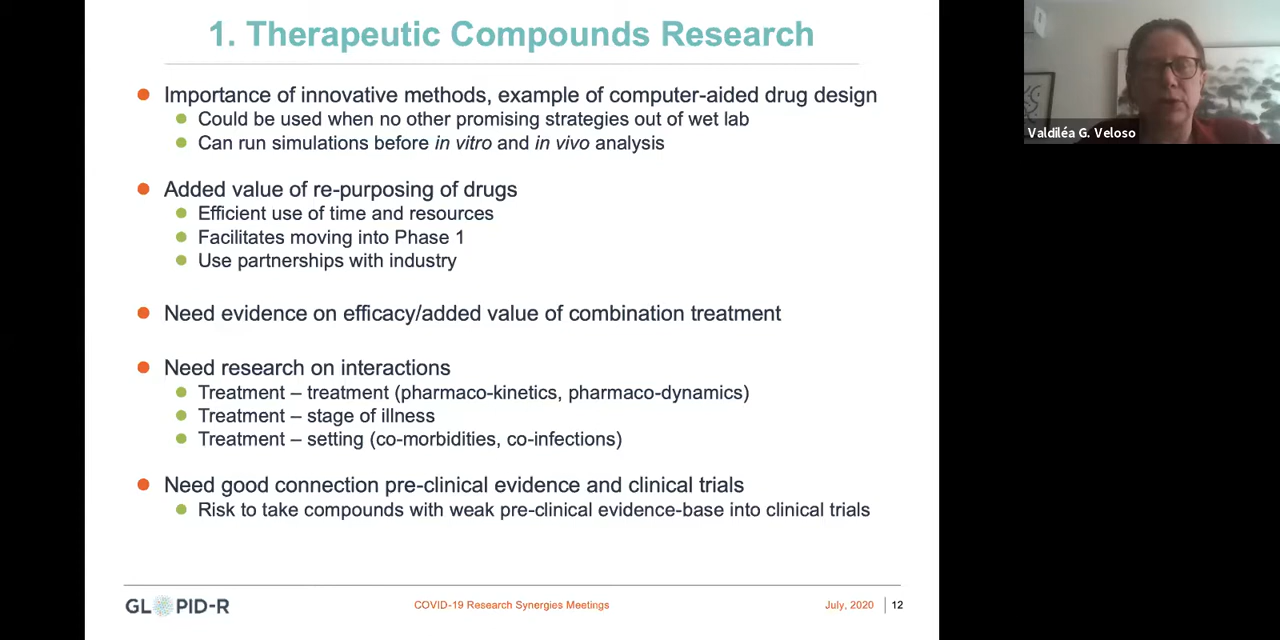 1. Therapeutic Compounds Research
Importance of innovative methods, example of computer-aided drug design
Could be used when no other promising strategies out of wet lab
Can run simulations before in vitro and in vivo analysis
Added value of re-purposing of drugs
Efficient use of time and resources
Facilitates moving into Phase 1
Use partnerships with industry
Need evidence on efficacy/added value of combination treatment
Need research on interactions
Treatment – treatment (pharmaco-kinetics, pharmaco-dynamics)
Treatment – stage of illness
Treatment – setting (co-morbidities, co-infections)
Need good connection pre-clinical evidence and clinical trials
Risk to take compounds with weak pre-clinical evidence-base into clinical trials
GLOPID-R
COVID-19 Research Synergies Meetings
July, 2020
12
Valdiléa G. Veloso